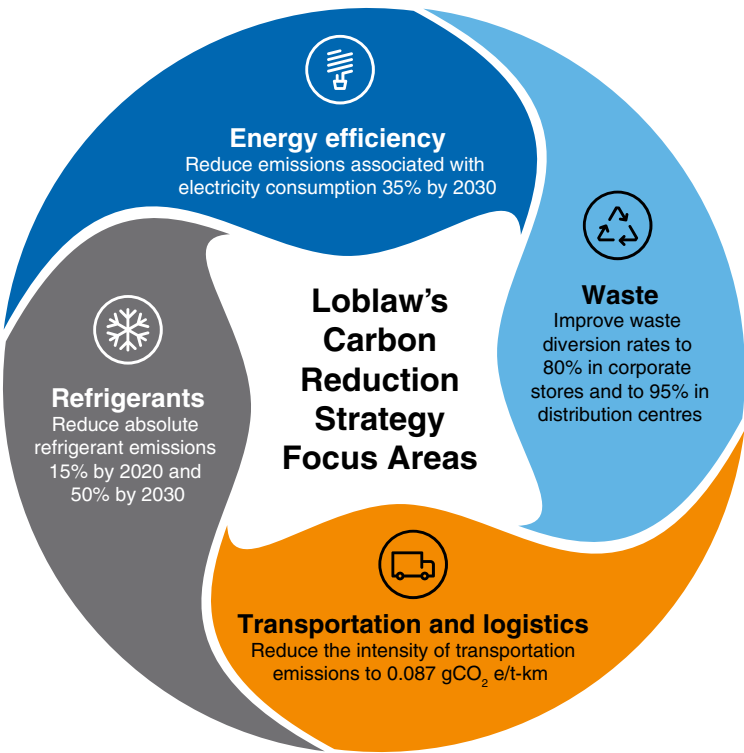 Energy efficiency
Reduce emissions associated with
electricity consumption 35% by 2030
Waste
Improve waste
diversion rates to
80% in corporate
stores and to 95% in
distribution centres
Loblaw’s
Carbon
Reduction
Strategy
Focus Areas
Refrigerants
Reduce absolute
refrigerant emissions
15% by 2020 and
50% by 2030
Transportation and logistics
Reduce the intensity of transportation
emissions to 0.087 gCO₂ e/t-km